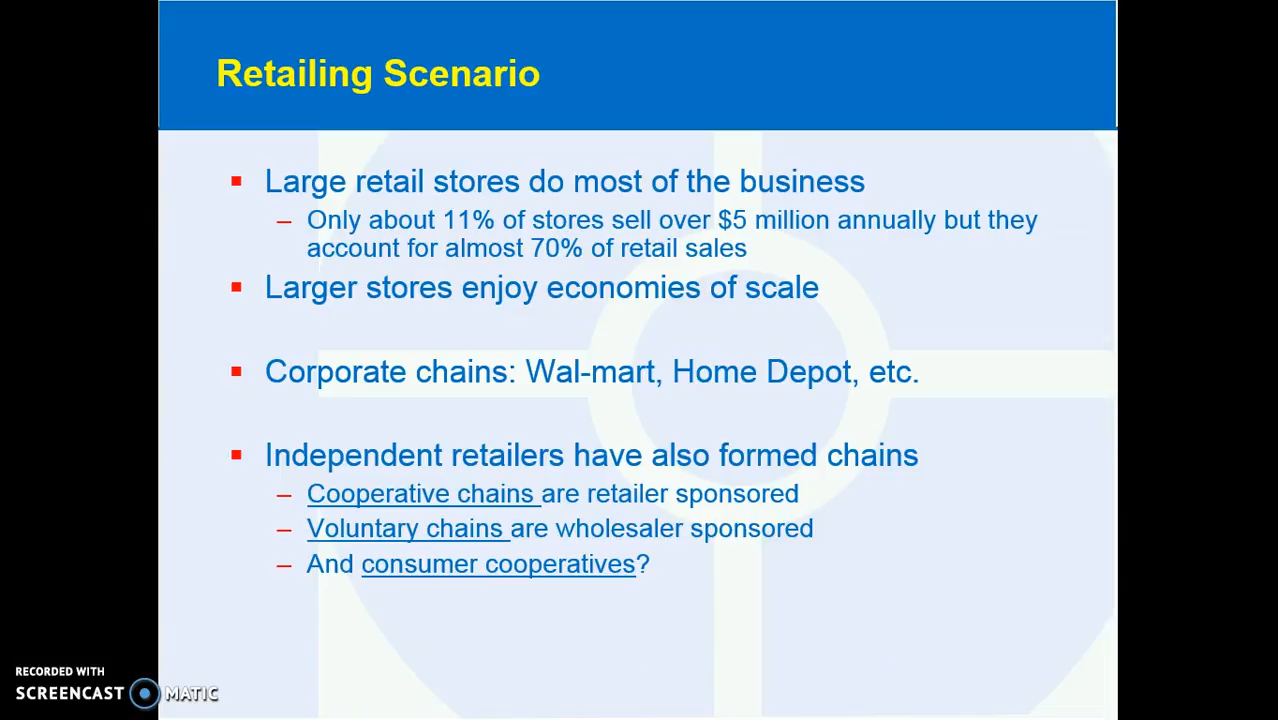 Retailing Scenario
Large retail stores do most of the business
– Only about 11% of stores sell over $5 million annually but they
account for almost 70% of retail sales
Larger stores enjoy economies of scale
Corporate chains: Wal-mart, Home Depot, etc.
Independent retailers have also formed chains
– Cooperative chains are retailer sponsored
– Voluntary chains are wholesaler sponsored
– And consumer cooperatives?
RECORDED WITH
SCREENCAST MATIC